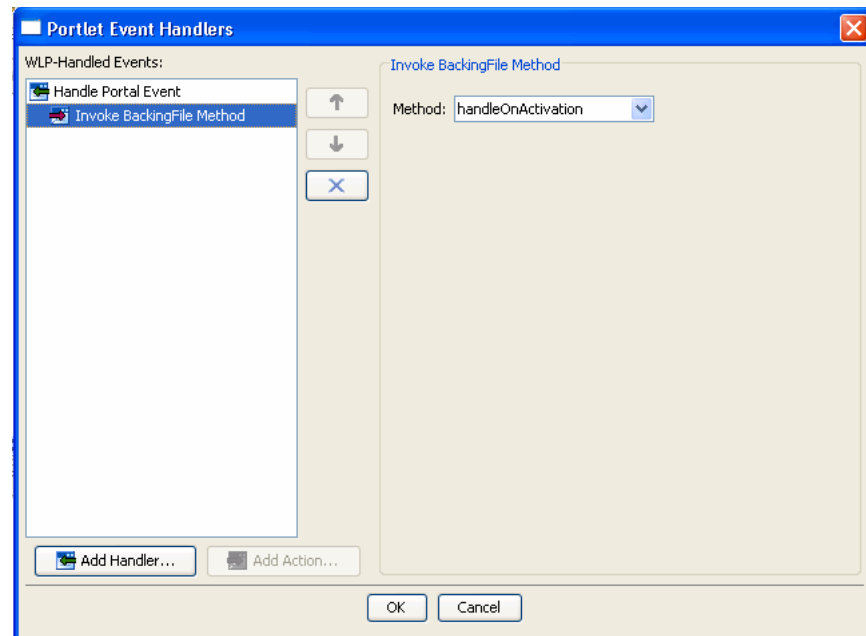 Portlet Event Handlers
WLP-Handled Events:
Handle Portal Event
Invoke BackingFile Method
Invoke BackingFile Method
Method: handleOnActivation
Add Handler...
Add Action...
OK
Cancel